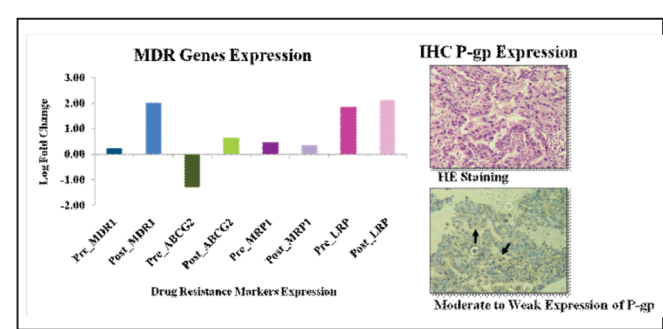 MDR Genes Expression
Log Fold Change
3.00
2.00
1.00
0.00
-1.00
-2.00
Pre_MDR1
Post_MDR1
Pre_ABCG2
Post_ABCG2
Pre_MRP1
Post_MRP1
Pre_LRP
Post_LRP
Drug Resistance Markers Expression
IHC P-gp Expression
HE Staining
Moderate to Weak Expression of P-gp